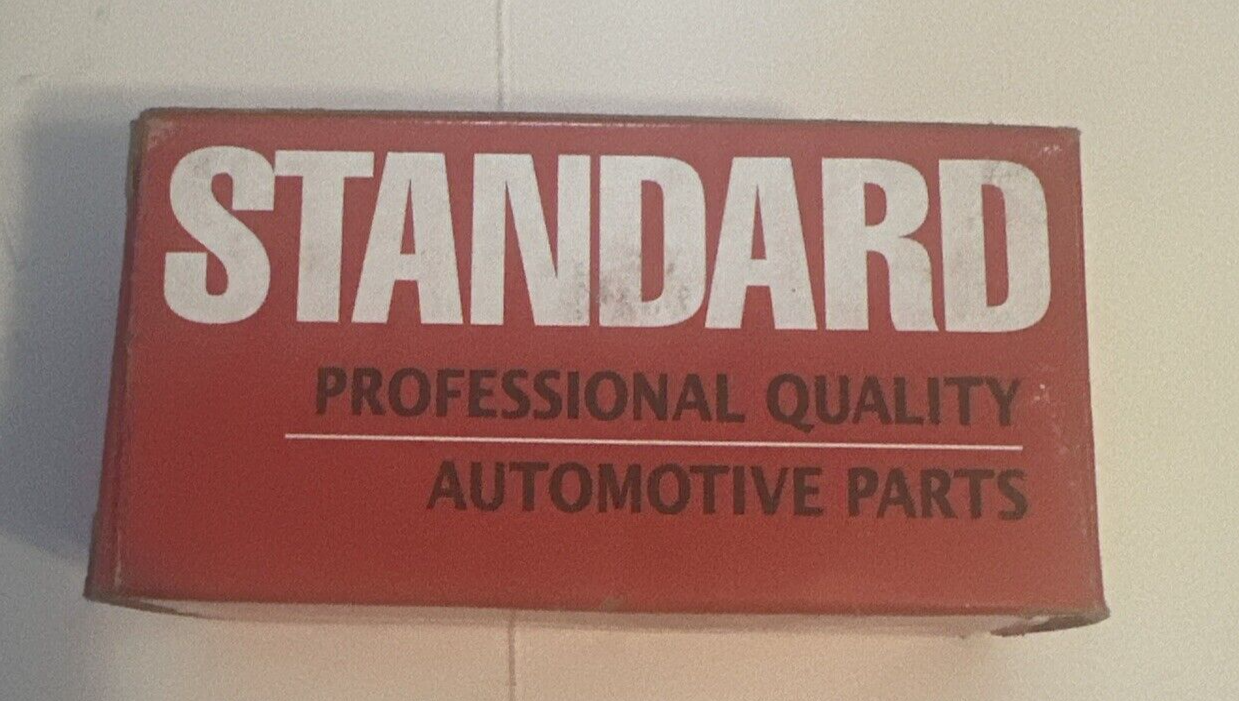 STANDARD
PROFESSIONAL QUALITY
AUTOMOTIVE PARTS